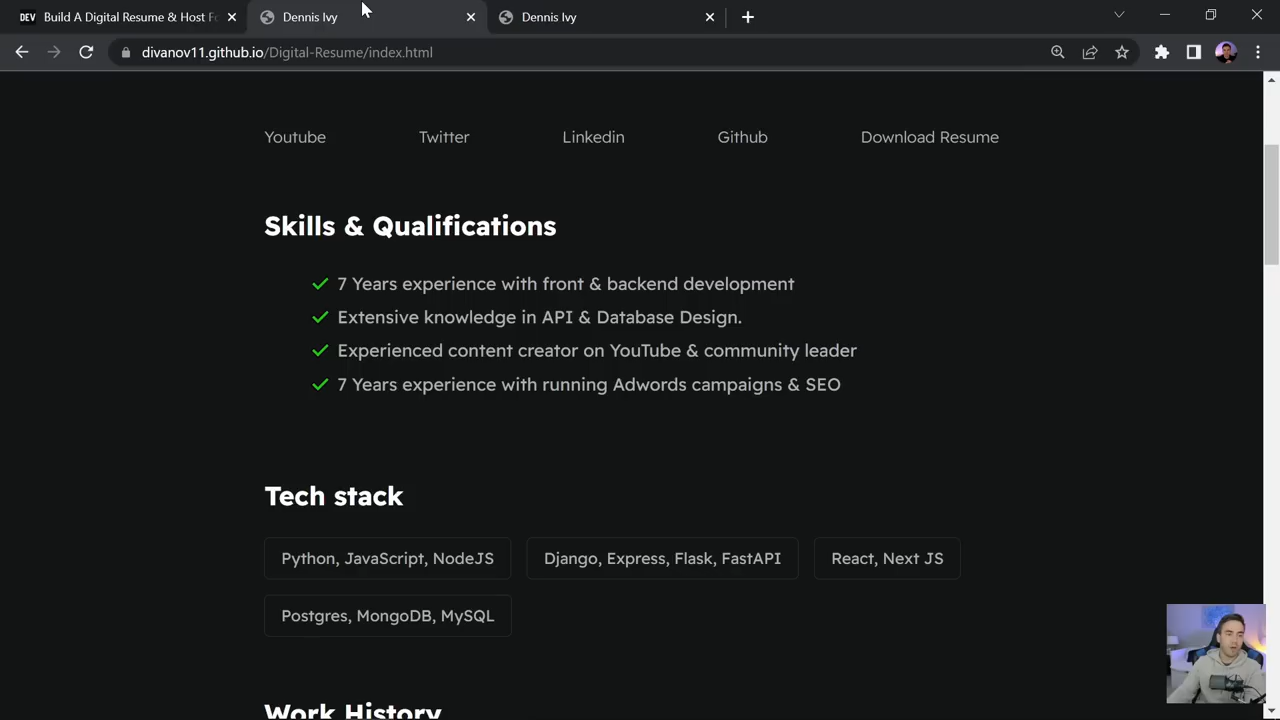 DEV Build A Digital Resume & Host Fo
Dennis Ivy
Dennis Ivy
divanov11.github.io/Digital-Resume/index.html
Youtube Twitter Linkedin Github Download Resume
Skills & Qualifications
7 Years experience with front & backend development
Extensive knowledge in API & Database Design.
Experienced content creator on YouTube & community leader
7 Years experience with running Adwords campaigns & SEO
Tech stack
Python, JavaScript, NodeJS Django, Express, Flask, FastAPI React, Next JS
Postgres, MongoDB, MySQL
Work History